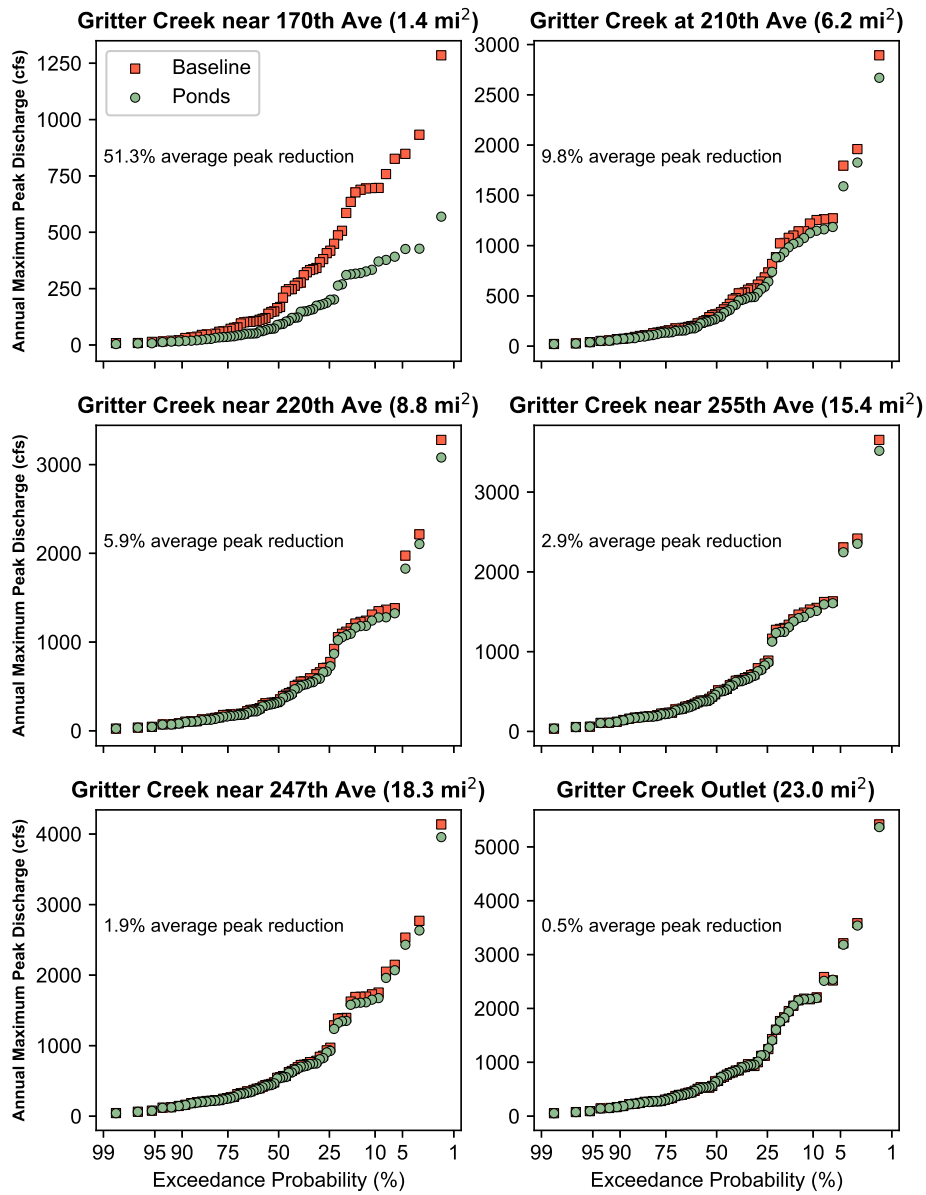 Gritter Creek near 170th Ave (1.4 mi²)
Annual Maximum Peak Discharge (cfs)
1250
1000
750
500
250
0
Baseline
Ponds
51.3% average peak reduction
Gritter Creek at 210th Ave (6.2 mi²)
3000
2500
2000
1500
1000
500
0
9.8% average peak reduction
Gritter Creek near 220th Ave (8.8 mi²)
Annual Maximum Peak Discharge (cfs)
3000
2000
1000
0
5.9% average peak reduction
Gritter Creek near 255th Ave (15.4 mi²)
3000
2000
1000
0
2.9% average peak reduction
Gritter Creek near 247th Ave (18.3 mi²)
Annual Maximum Peak Discharge (cfs)
4000
3000
2000
1000
0
1.9% average peak reduction
99 95 90 75 50 25 10 5 1
Exceedance Probability (%)
Gritter Creek Outlet (23.0 mi²)
5000
4000
3000
2000
1000
0
0.5% average peak reduction
99 95 90 75 50 25 10 5 1
Exceedance Probability (%)